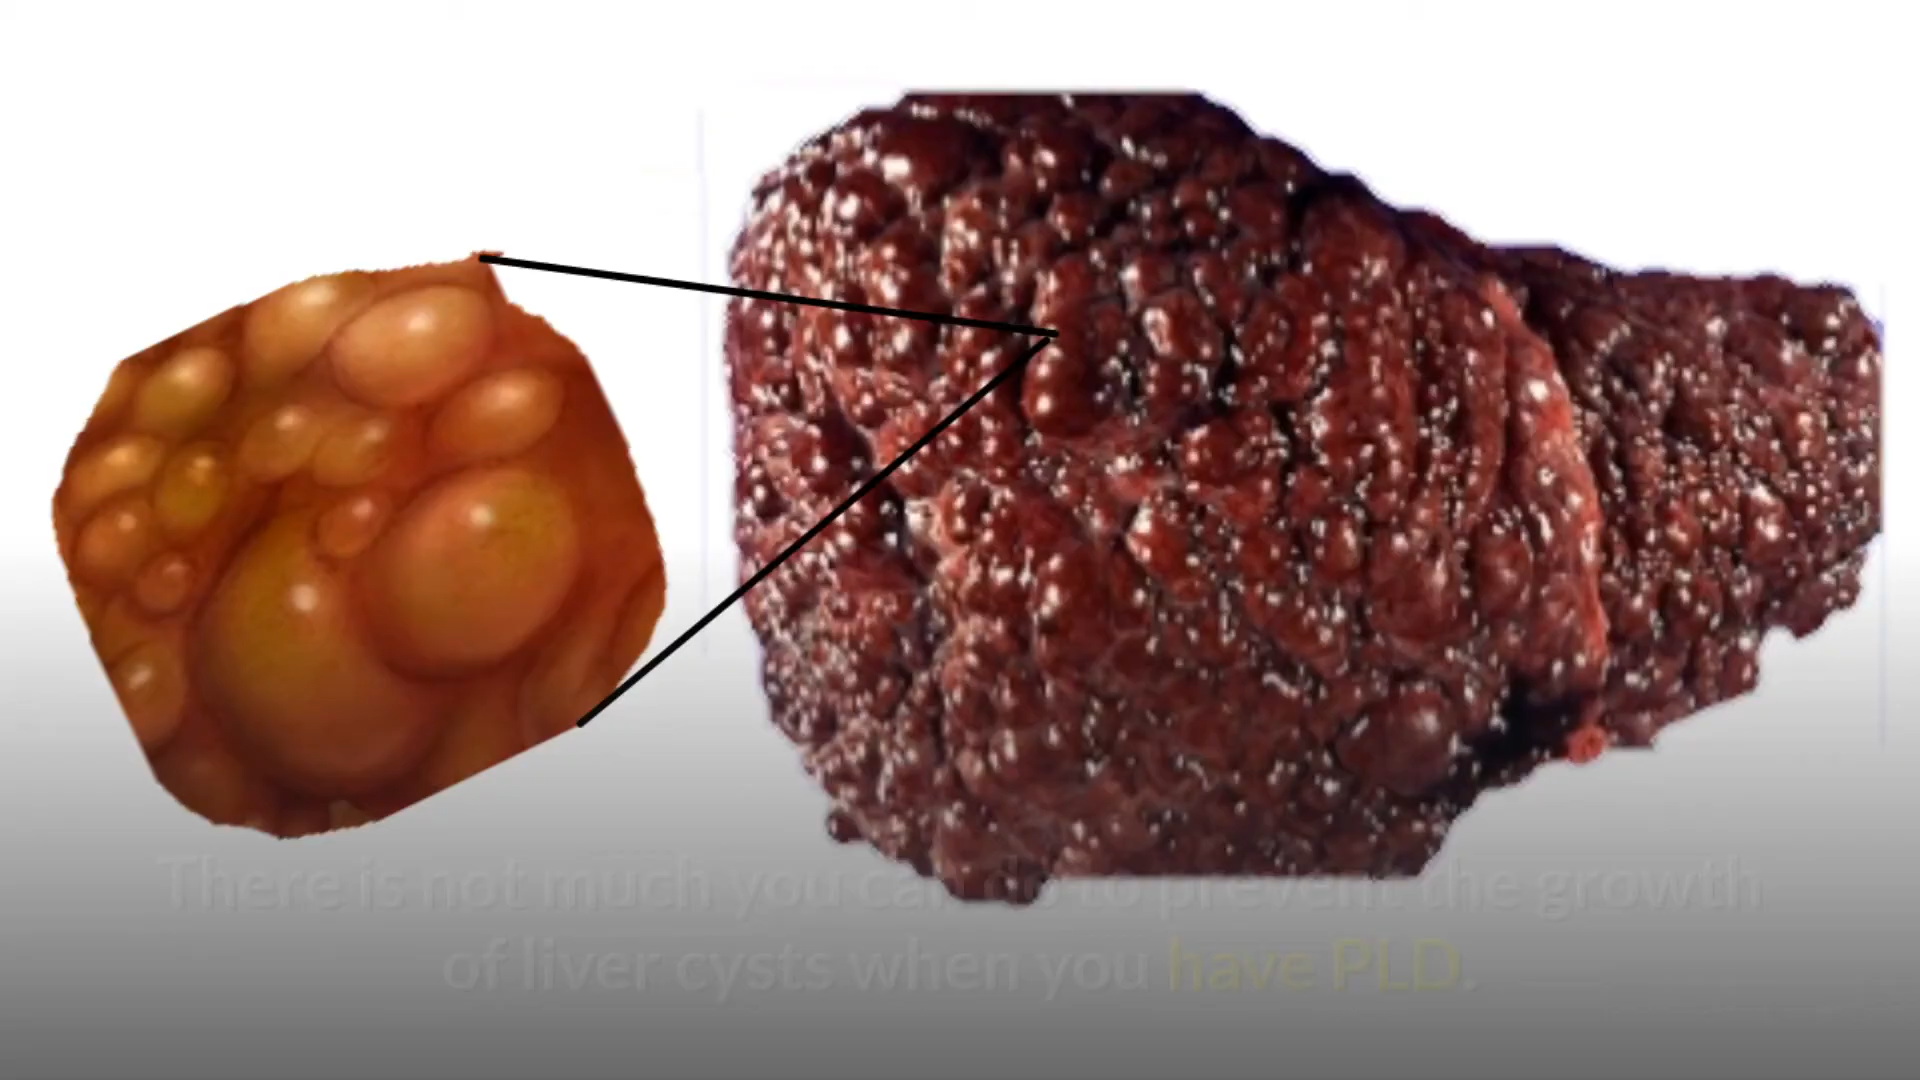 There is not much you can do to prevent the growth
of liver cysts when you have PLD.